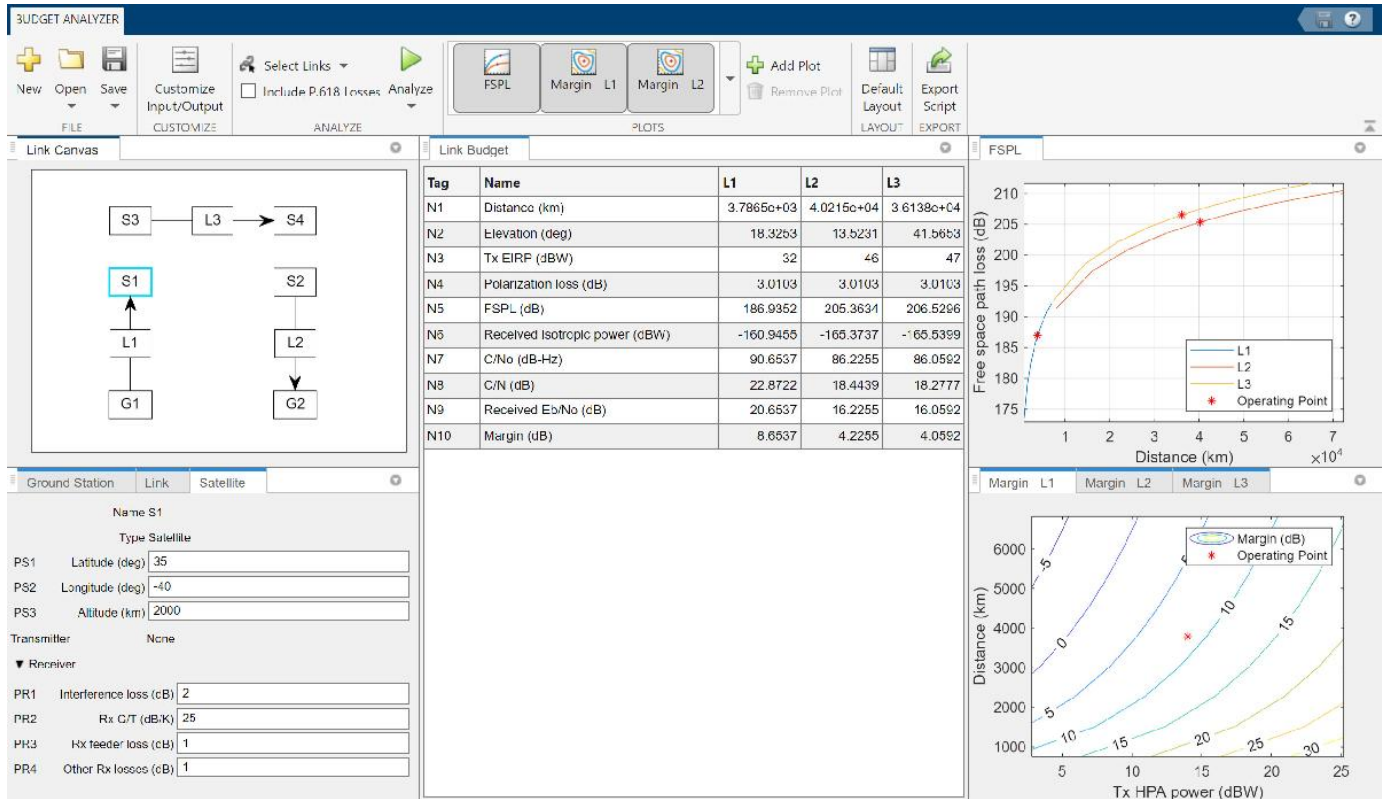 BUDGET ANALYZER
New Open Save
Customize Input/Output
Select Links
Include P.618 Losses
Analyze
FSPL
Margin L1
Margin L2
Add Plot
Remove Plot
Default Layout
Export Script
FILE CUSTOMIZE ANALYZE PLOTS LAYOUT EXPORT
Link Canvas
S3 L3 S4
S1 S2
L1 L2
G1 G2
Ground Station Link Satellite
Name S1
Type Satellite
PS1 Latitude (deg) 35
PS2 Longitude (deg) -40
PS3 Altitude (km) 2000
Transmitter None
▼ Receiver
PR1 Interference loss (dB) 2
PR2 Rx G/T (dB/K) 25
PR3 Rx feeder loss (dB) 1
PR4 Other Rx losses (dB) 1
Link Budget
Tag Name L1 L2 L3
N1 Distance (km) 3.7865e+03 4.0215e+04 3.6138e+04
N2 Elevation (deg) 18.3253 13.5231 41.5653
N3 Tx EIRP (dBW) 32 46 47
N4 Polarization loss (dB) 3.0103 3.0103 3.0103
N5 FSPL (dB) 186.9352 205.3634 206.5296
N6 Received Isotropic power (dBW) -160.9455 -165.3737 -165.5399
N7 C/No (dB-Hz) 90.6537 86.2255 86.0592
N8 C/N (dB) 22.8722 18.4439 18.2777
N9 Received Eb/No (dB) 20.6537 16.2255 16.0592
N10 Margin (dB) 8.6537 4.2255 4.0592
FSPL
Free space path loss (dB)
210
205
200
195
190
185
180
175
L1
L2
L3
Operating Point
1 2 3 4 5 6 7
Distance (km) ×10⁴
Margin L1 Margin L2 Margin L3
Distance (km)
6000
5000
4000
3000
2000
1000
Margin (dB)
Operating Point
-5
0
10
15
5
10
15
20
25
30
5 10 15 20 25
Tx HPA power (dBW)